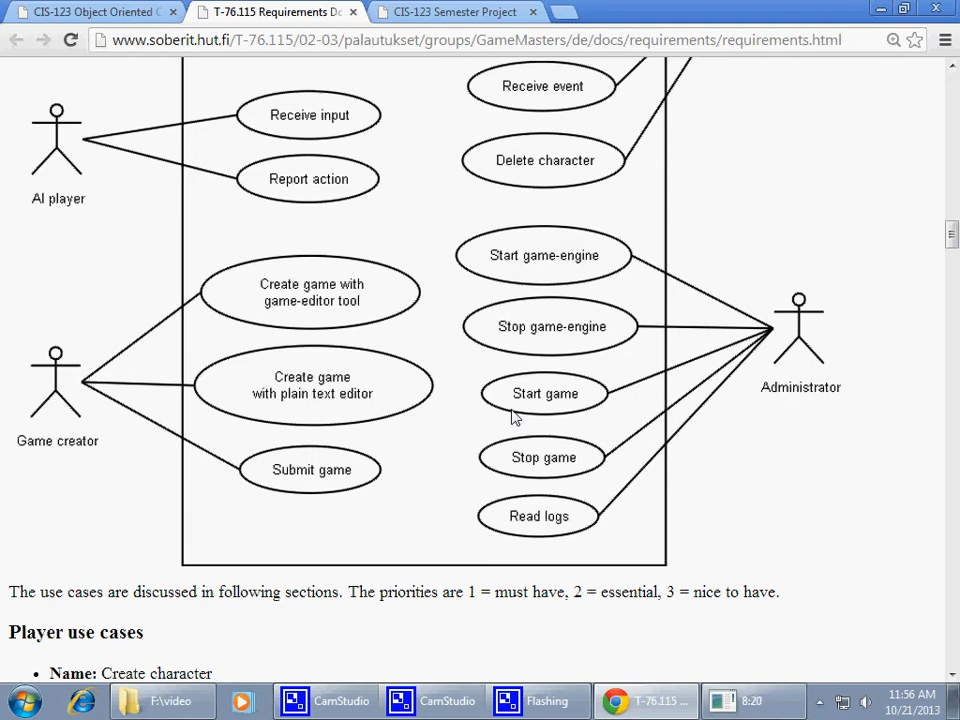 CIS-123 Object Oriented C
T-76.115 Requirements Do
CIS-123 Semester Project
www.soberit.hut.fi/T-76.115/02-03/palautukset/groups/GameMasters/de/docs/requirements/requirements.html
Receive event
Receive input
Delete character
Report action
AI player
Start game-engine
Create game with
game-editor tool
Stop game-engine
Create game
with plain text editor
Start game
Administrator
Game creator
Stop game
Submit game
Read logs
The use cases are discussed in following sections. The priorities are 1 = must have, 2 = essential, 3 = nice to have.
Player use cases
• Name: Create character
F:\video
CamStudio
CamStudio
Flashing
T-76.115 ...
8:20
11:56 AM
10/21/2013